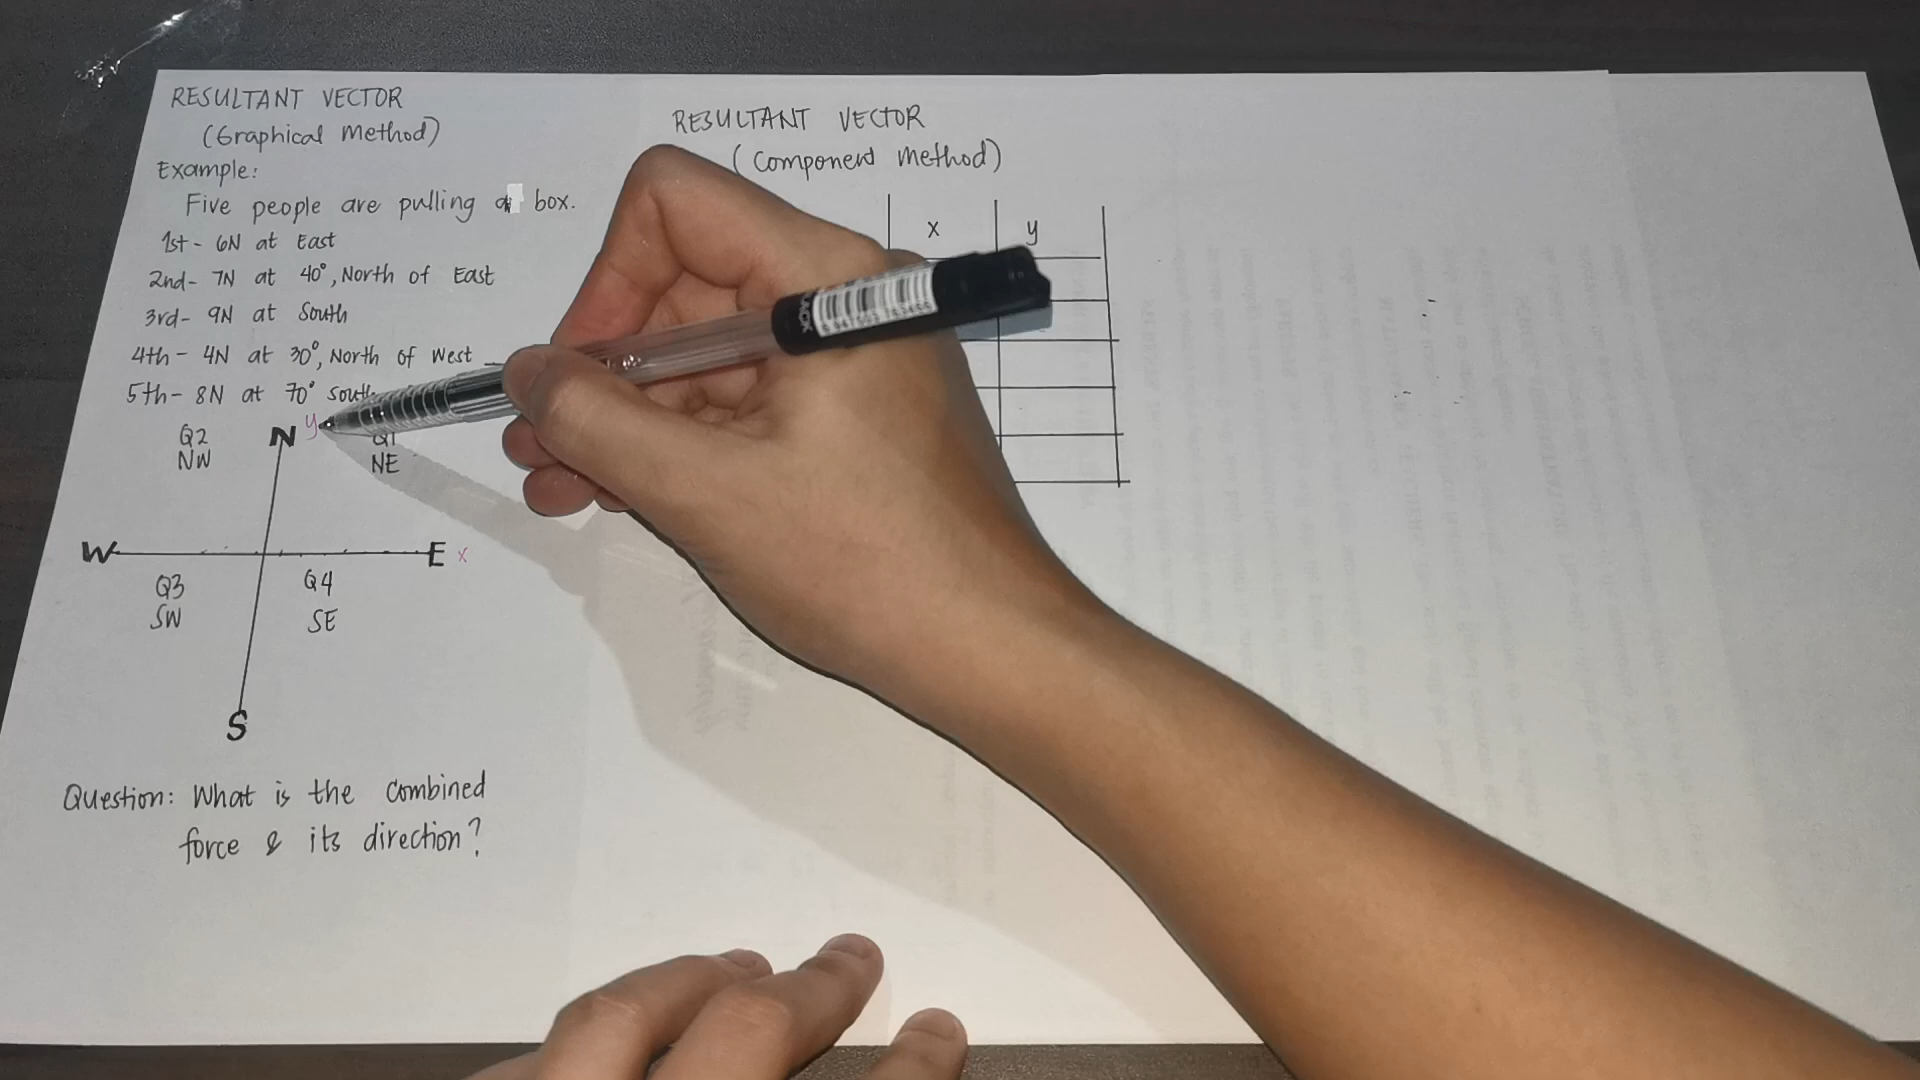 RESULTANT VECTOR
(Graphical Method)
Example:
Five people are pulling a box.
1st - 6N at East
2nd - 7N at 40°, North of East
3rd - 9N at South
4th - 4N at 30°, North of West
5th - 8N at 70° South
Q2
NW
N y
Q1
NE
W
E x
Q3
SW
Q4
SE
S
Question: What is the combined
force & its direction?
RESULTANT VECTOR
(Component Method)
x y